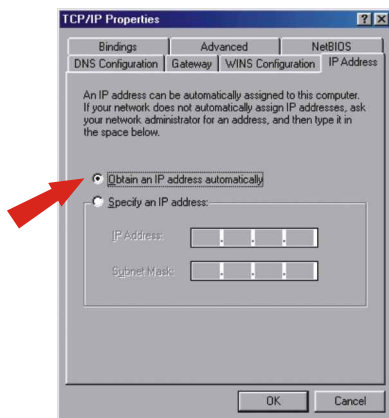 TCP/IP Properties
Bindings Advanced NetBIOS
DNS Configuration Gateway WINS Configuration IP Address
An IP address can be automatically assigned to this computer.
If your network does not automatically assign IP addresses, ask
your network administrator for an address, and then type it in
the space below.
Obtain an IP address automatically
Specify an IP address:
IP Address:
Subnet Mask:
OK Cancel